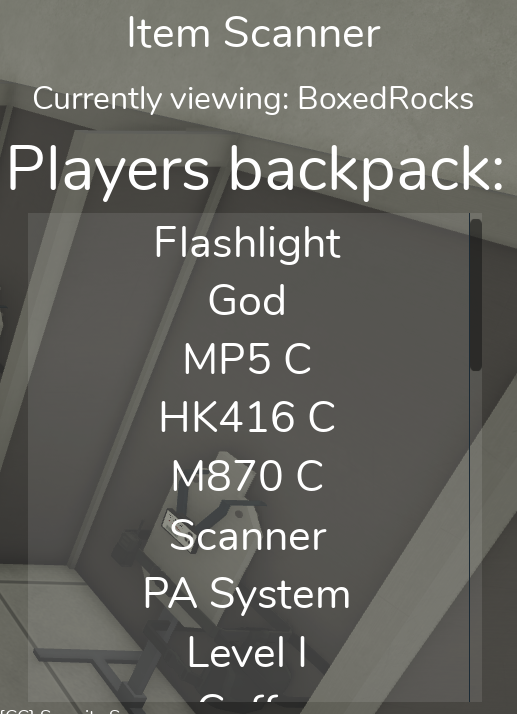 Item Scanner
Currently viewing: BoxedRocks
Players backpack:
Flashlight
God
MP5 C
HK416 C
M870 C
Scanner
PA System
Level I